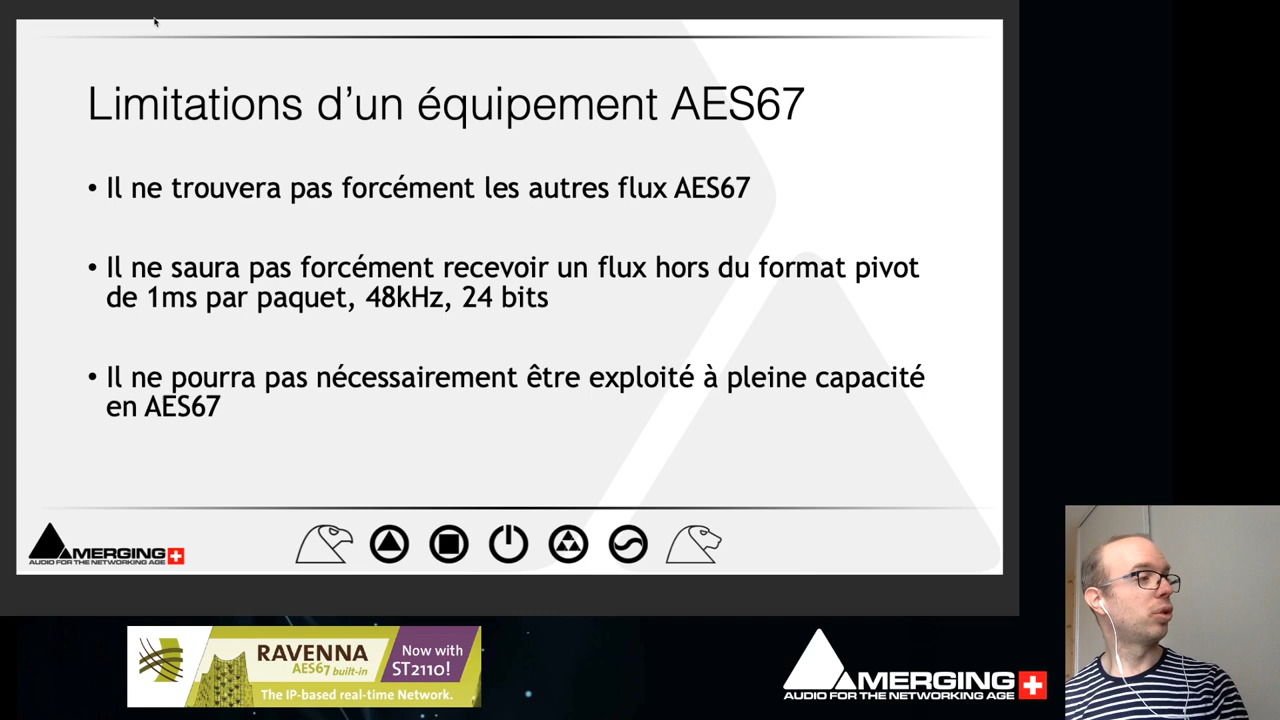 Limitations d’un équipement AES67
• Il ne trouvera pas forcément les autres flux AES67
• Il ne saura pas forcément recevoir un flux hors du format pivot
de 1ms par paquet, 48kHz, 24 bits
• Il ne pourra pas nécessairement être exploité à pleine capacité
en AES67
MERGING
AUDIO FOR THE NETWORKING AGE
RAVENNA
AES67 built-in
Now with
ST2110!
The IP-based real-time Network.
MERGING
AUDIO FOR THE NETWORKING AGE